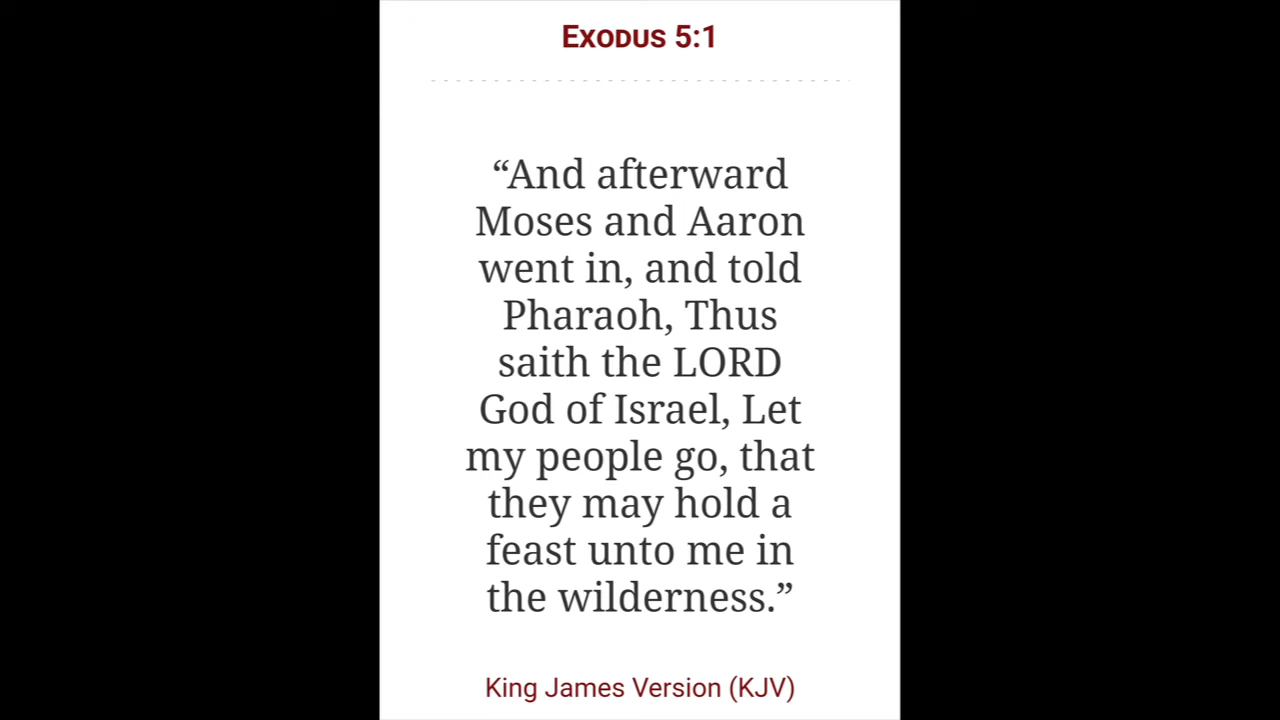 Exodus 5:1
“And afterward
Moses and Aaron
went in, and told
Pharaoh, Thus
saith the LORD
God of Israel, Let
my people go, that
they may hold a
feast unto me in
the wilderness.”
King James Version (KJV)